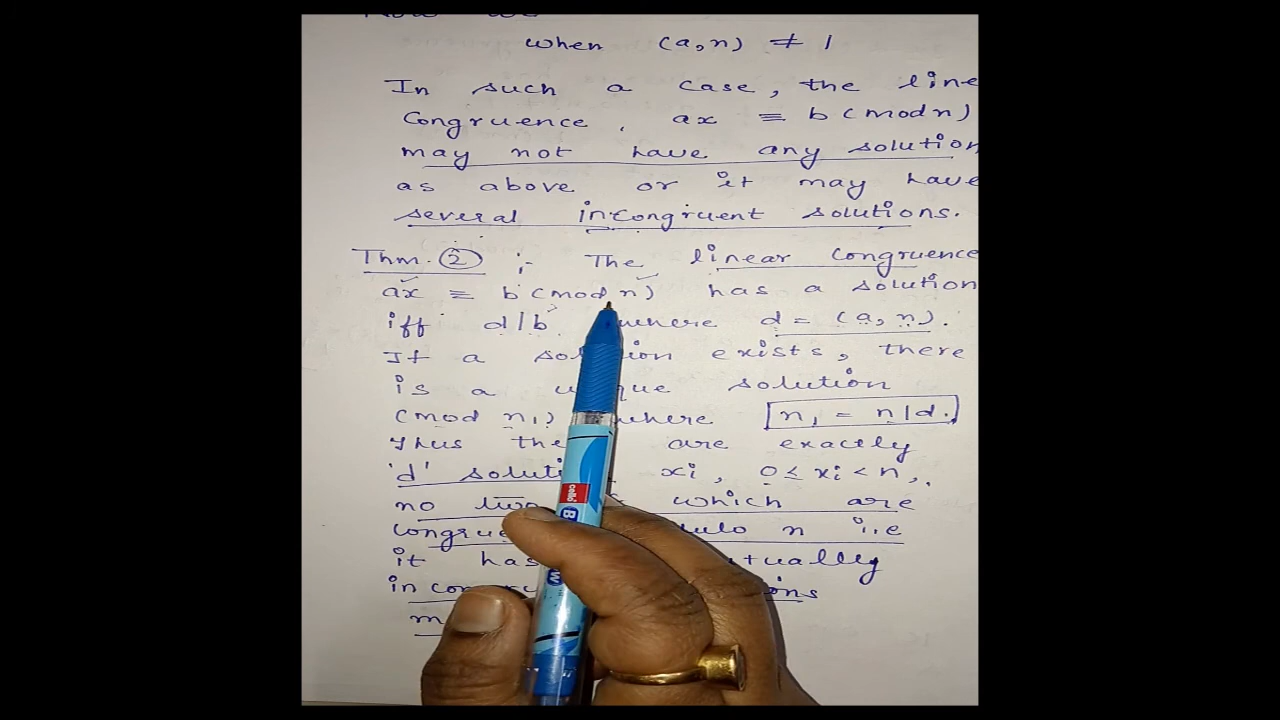 when (a,n) ≠ 1
In such a case, the line
Congruence, ax ≡ b (mod n)
may not have any solution
as above or it may have
several incongruent solutions.
Thm. ② :- The linear congruence
ax ≡ b (mod n) has a solution
iff d|b where d = (a, n).
If a solution exists, there
is a solution
(mod n₁) where n₁ = n/d.
Thus are exactly
'd' xi, 0 ≤ xi < n,
no two which are
n i.e
it has